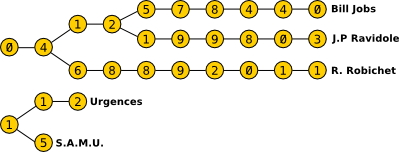 5 7 8 4 4 0 Bill Jobs
1 2
1 9 9 8 0 3 J.P Ravidole
0 4
6 8 8 9 2 0 1 1 R. Robichet
1 2 Urgences
1
5 S.A.M.U.